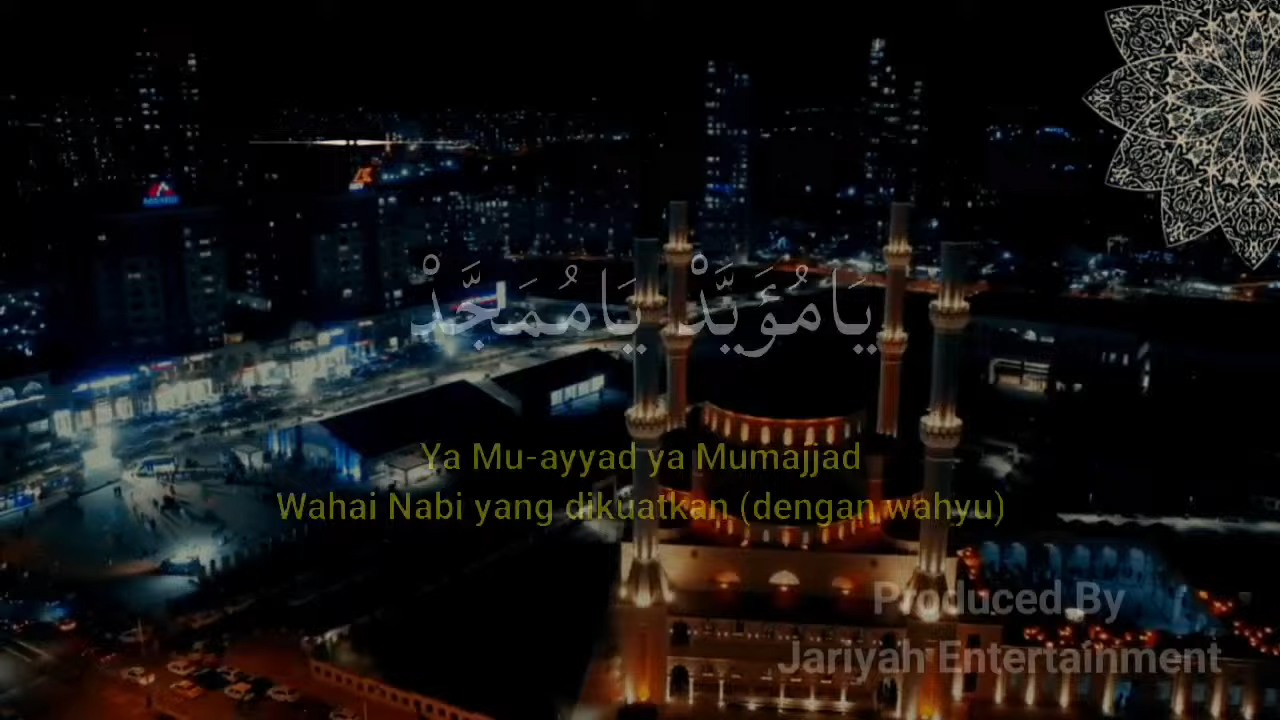 يَامُؤَيَّدْ يَامُمَجَّدْ
Ya Mu-ayyad ya Mumajjad
Wahai Nabi yang dikuatkan (dengan wahyu)
Produced By
Jariyah Entertainment